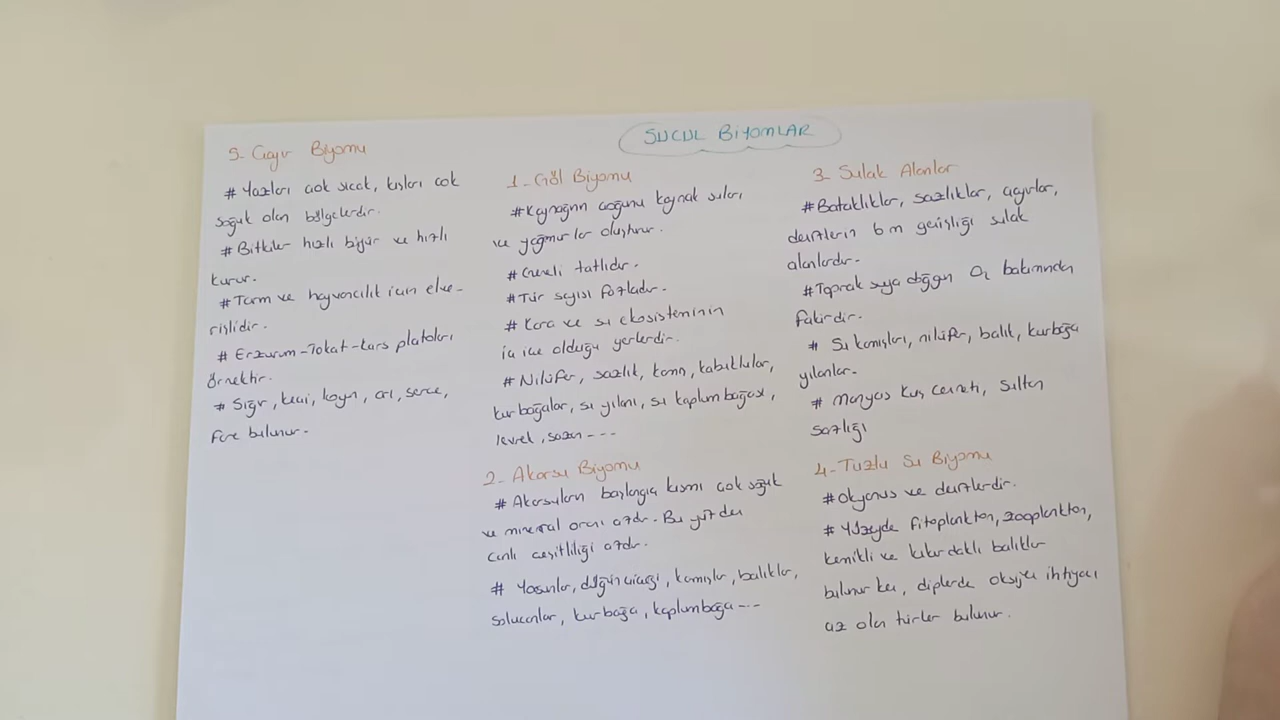 5- Çayır Biyomu
# Yazları çok sıcak, kışları çok
soğuk olan bölgelerdir.
# Bitkiler hızlı büyür ve hızlı
kurur.
# Tarım ve hayvancılık için elve-
rişlidir.
# Erzurum-Tokat-Kars platoları
örnektir.
# Sığır, keçi, koyun, arı, serçe,
fare bulunur.
SUCUL BİYOMLAR
1- Göl Biyomu
# Kaynağının çoğunu kaynak suları
ve yağmurlar oluşturur.
# Geneli tatlıdır.
# Tür sayısı fazladır.
# Kara ve su ekosisteminin
iç içe olduğu yerlerdir.
# Nilüfer, sazlık, kamış, kabuklular,
kurbağalar, su yılanı, su kaplumbağası,
levrek, sazan ---
2- Akarsu Biyomu
# Akarsuların başlangıç kısmı çok soğuk
ve mineral oranı azdır. Bu yüzden
canlı çeşitliliği azdır.
# Yosunlar, düğün çiçeği, kamışlar, balıklar,
solucanlar, kurbağa, kaplumbağa ---
3- Sulak Alanlar
# Bataklıklar, sazlıklar, çayırlar,
denizlerin 6 m genişliği sulak
alanlardır.
# Toprak suya doygun O₂ bakımından
fakirdir.
# Su kamışları, nilüfer, balık, kurbağa
yılanlar.
# Manyas Kuş Cenneti, Sultan
Sazlığı
4- Tuzlu Su Biyomu
# Okyanus ve denizlerdir.
# Yüzeyde fitoplankton, zooplankton,
kemikli ve kıkırdaklı balıklar
bulunurken, diplerde oksijen ihtiyacı
az olan türler bulunur.